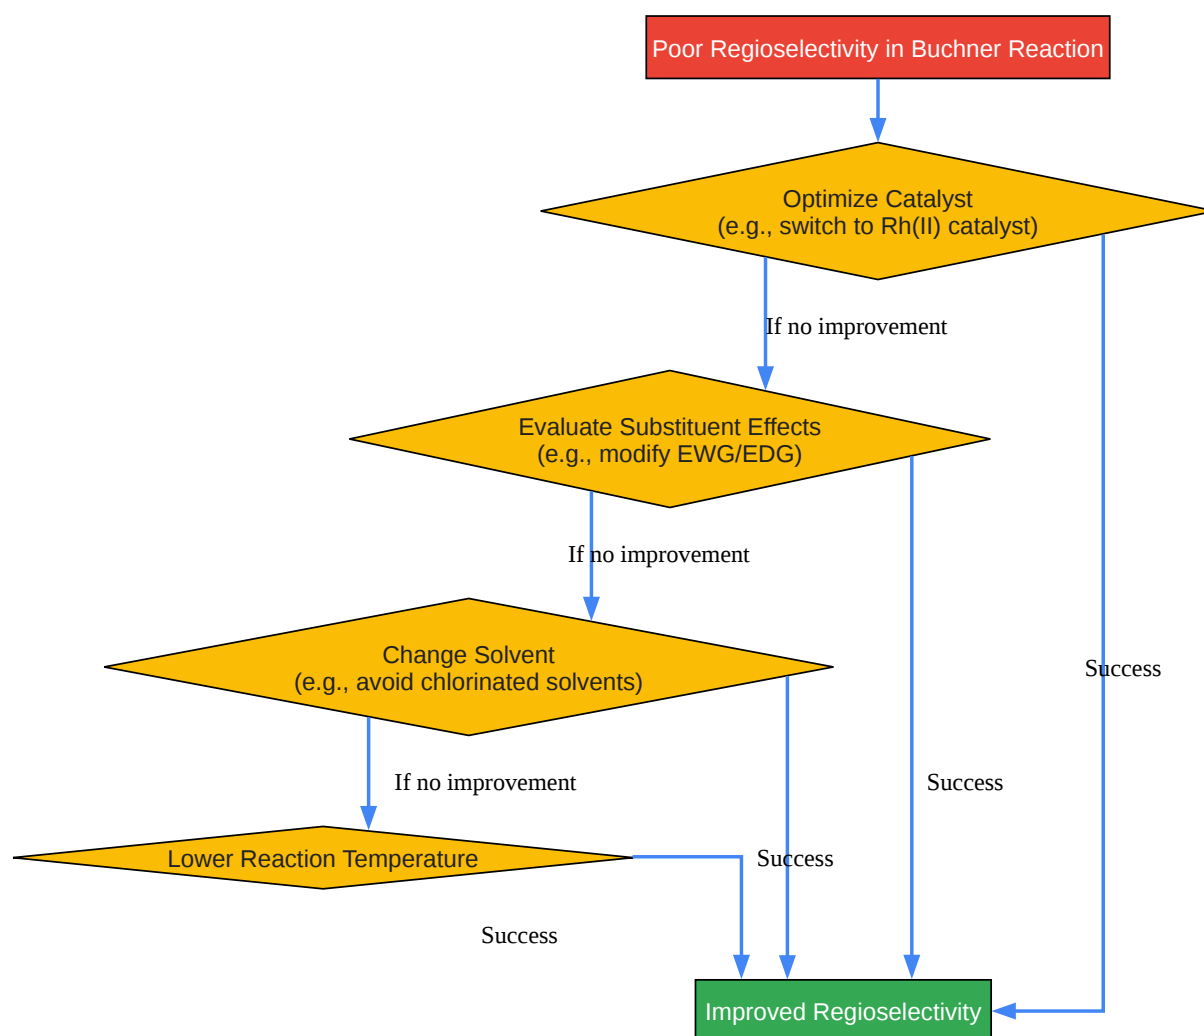 Poor Regioselectivity in Buchner Reaction
Optimize Catalyst
(e.g., switch to Rh(II) catalyst)
If no improvement
Evaluate Substituent Effects
(e.g., modify EWG/EDG)
If no improvement
Change Solvent
(e.g., avoid chlorinated solvents)
Success
If no improvement
Success
Lower Reaction Temperature
Success
Success
Improved Regioselectivity